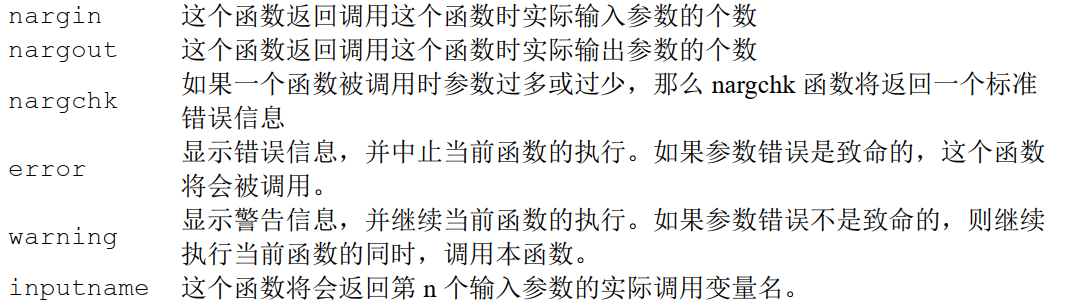 nargin 这个函数返回调用这个函数时实际输入参数的个数
nargout 这个函数返回调用这个函数时实际输出参数的个数
nargchk 如果一个函数被调用时参数过多或过少，那么 nargchk 函数将返回一个标准
错误信息
error 显示错误信息，并中止当前函数的执行。如果参数错误是致命的，这个函数
将会被调用。
warning 显示警告信息，并继续当前函数的执行。如果参数错误不是致命的，则继续
执行当前函数的同时，调用本函数。
inputname 这个函数将会返回第 n 个输入参数的实际调用变量名。